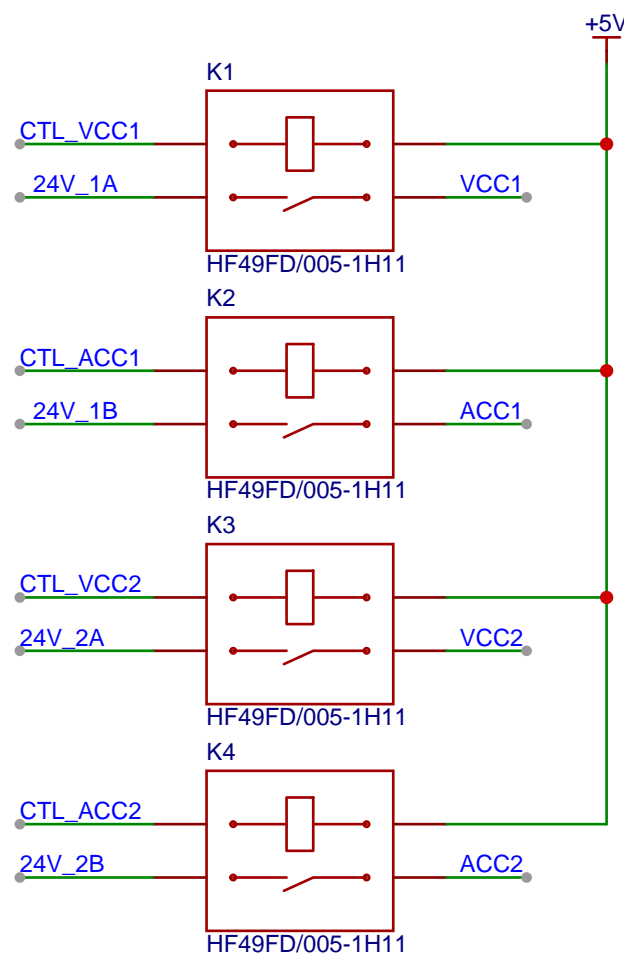 +5V
K1
CTL_VCC1
24V_1A
VCC1
HF49FD/005-1H11
K2
CTL_ACC1
24V_1B
ACC1
HF49FD/005-1H11
K3
CTL_VCC2
24V_2A
VCC2
HF49FD/005-1H11
K4
CTL_ACC2
24V_2B
ACC2
HF49FD/005-1H11